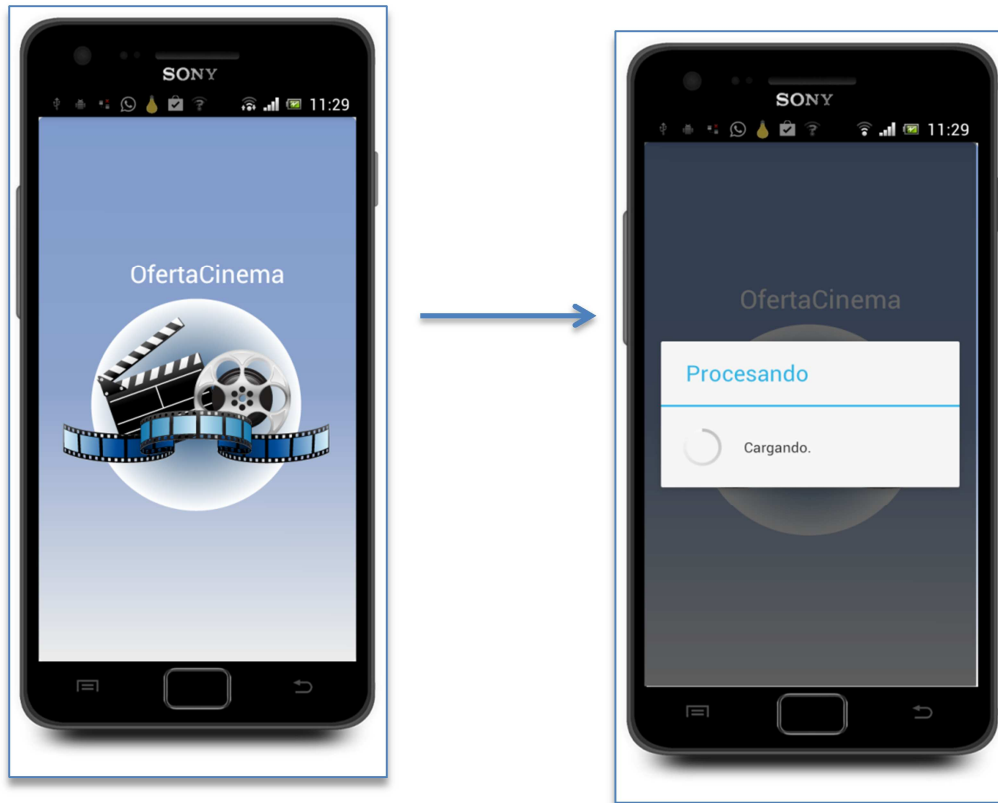 SONY
11:29
OfertaCinema
SONY
11:29
OfertaCinema
Procesando
Cargando.